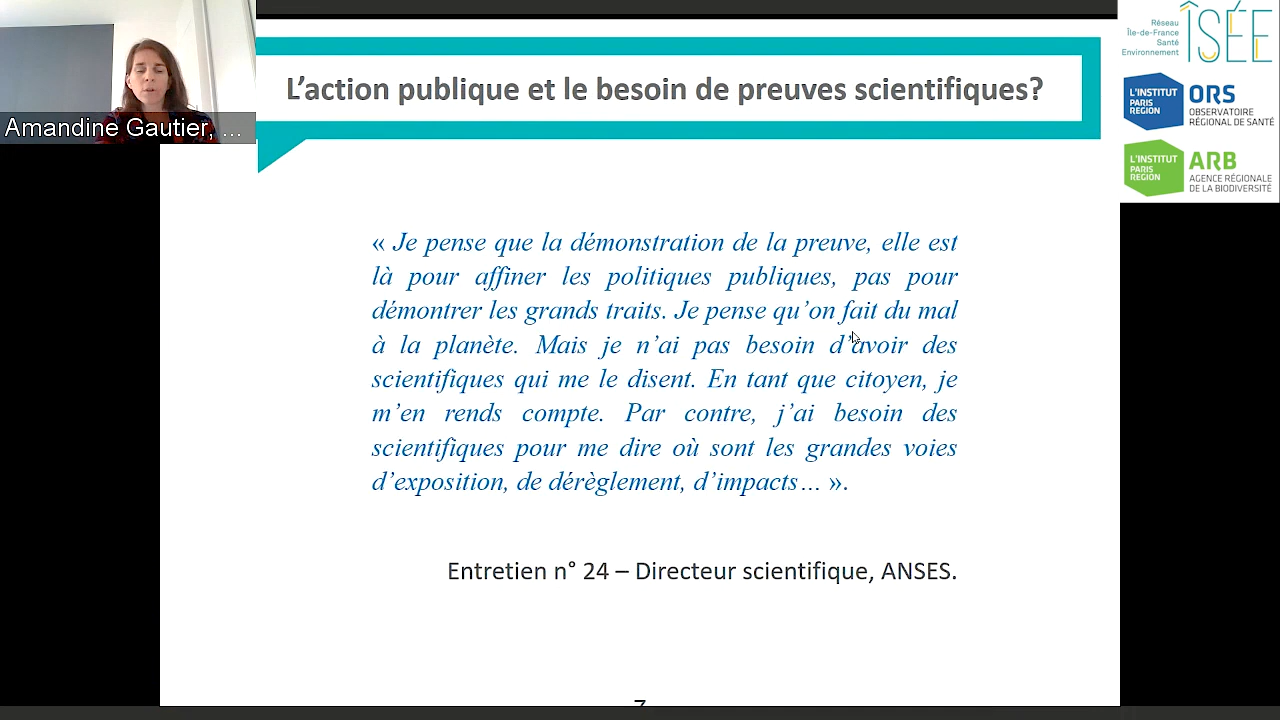 Amandine Gautier, ...
L'action publique et le besoin de preuves scientifiques?
Réseau
Île-de-France
Santé
Environnement
ÎSÉE
L'INSTITUT
PARIS
REGION
ORS
OBSERVATOIRE
RÉGIONAL DE SANTÉ
L'INSTITUT
PARIS
REGION
ARB
AGENCE RÉGIONALE
DE LA BIODIVERSITÉ
« Je pense que la démonstration de la preuve, elle est
là pour affiner les politiques publiques, pas pour
démontrer les grands traits. Je pense qu'on fait du mal
à la planète. Mais je n'ai pas besoin d'avoir des
scientifiques qui me le disent. En tant que citoyen, je
m'en rends compte. Par contre, j'ai besoin des
scientifiques pour me dire où sont les grandes voies
d'exposition, de dérèglement, d'impacts… ».
Entretien n° 24 – Directeur scientifique, ANSES.